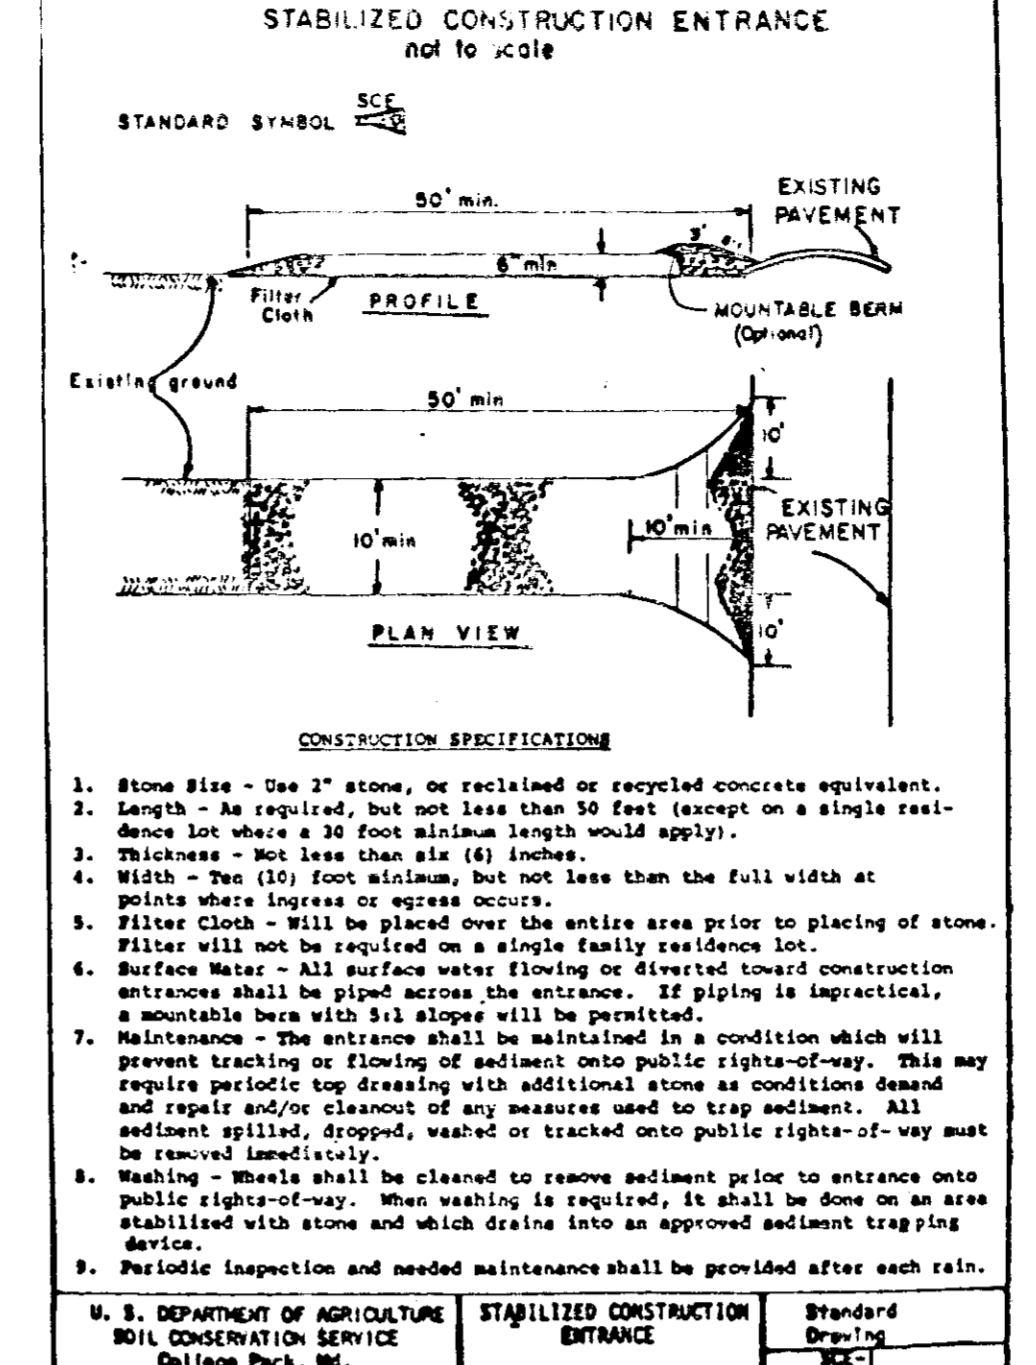 STABILIZED CONSTRUCTION ENTRANCE
not to scale
SCE
STANDARD SYMBOL
50' min.
EXISTING
PAVEMENT
3'
6" min
Filter
Cloth
PROFILE
MOUNTABLE BERM
(Optional)
Existing ground
50' min
10'
10' min
10' min
EXISTING
PAVEMENT
10'
PLAN VIEW
CONSTRUCTION SPECIFICATIONS
1. Stone Size - Use 2" stone, or reclaimed or recycled concrete equivalent.
2. Length - As required, but not less than 50 feet (except on a single resi-
dence lot where a 30 foot minimum length would apply).
3. Thickness - Not less than six (6) inches.
4. Width - Ten (10) foot minimum, but not less than the full width at
points where ingress or egress occurs.
5. Filter Cloth - Will be placed over the entire area prior to placing of stone.
Filter will not be required on a single family residence lot.
6. Surface Water - All surface water flowing or diverted toward construction
entrances shall be piped across the entrance. If piping is impractical,
a mountable berm with 5:1 slopes will be permitted.
7. Maintenance - The entrance shall be maintained in a condition which will
prevent tracking or flowing of sediment onto public rights-of-way. This may
require periodic top dressing with additional stone as conditions demand
and repair and/or cleanout of any measures used to trap sediment. All
sediment spilled, dropped, washed or tracked onto public rights-of-way must
be removed immediately.
8. Washing - Wheels shall be cleaned to remove sediment prior to entrance onto
public rights-of-way. When washing is required, it shall be done on an area
stabilized with stone and which drains into an approved sediment trapping
device.
9. Periodic inspection and needed maintenance shall be provided after each rain.
U. S. DEPARTMENT OF AGRICULTURE
SOIL CONSERVATION SERVICE
College Park, Md.
STABILIZED CONSTRUCTION
ENTRANCE
Standard
Drawing
SCE-1